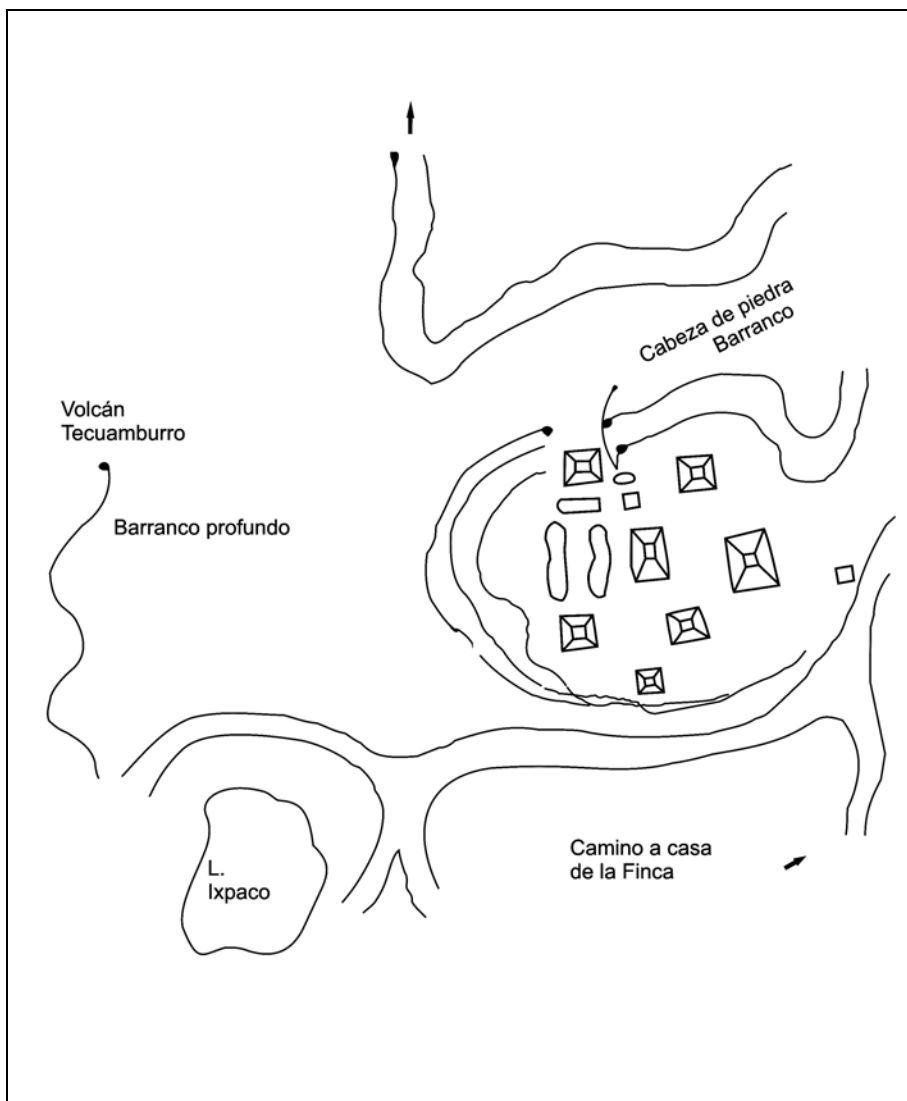 Cabeza de piedra
Barranco
Volcán
Tecuamburro
Barranco profundo
Camino a casa
de la Finca
L.
Ixpaco